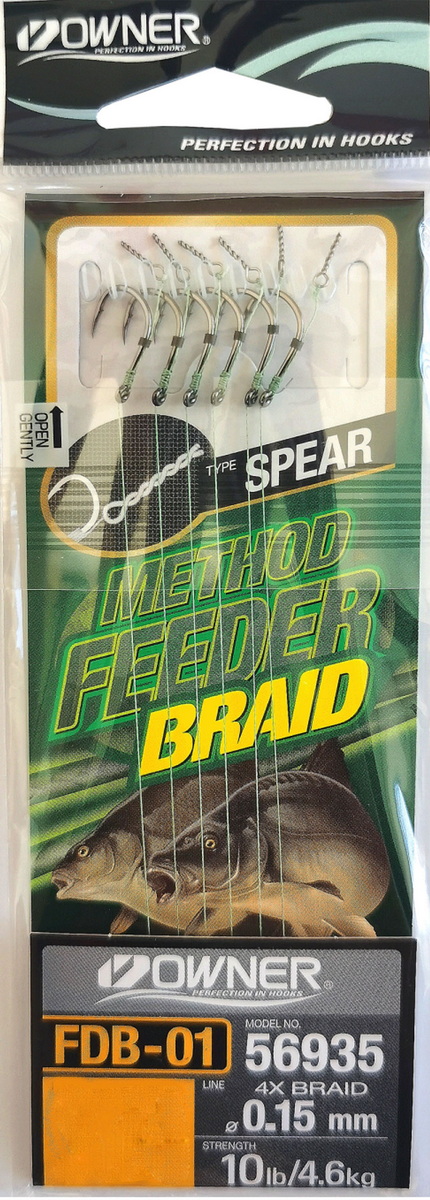 OWNER®
PERFECTION IN HOOKS
PERFECTION IN HOOKS
OPEN
GENTLY
TYPE SPEAR
METHOD
FEEDER
BRAID
OWNER®
PERFECTION IN HOOKS
FDB-01
MODEL NO.
56935
LINE 4X BRAID
ø 0.15 mm
STRENGTH
10lb/4.6kg